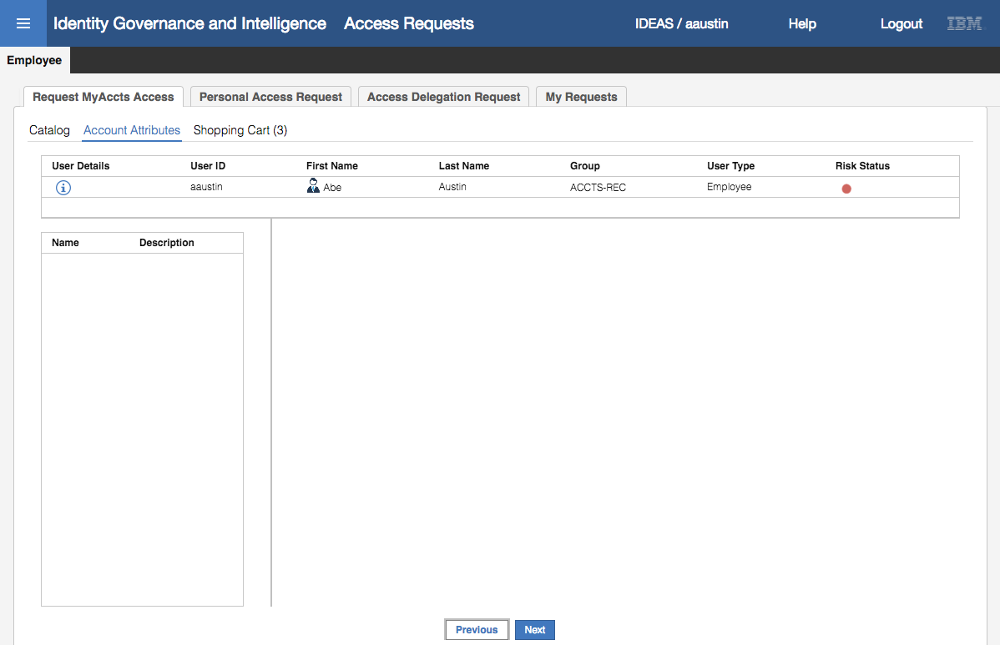 Identity Governance and Intelligence Access Requests IDEAS / aaustin Help Logout IBM
Employee
Request MyAccts Access Personal Access Request Access Delegation Request My Requests
Catalog Account Attributes Shopping Cart (3)
User Details User ID First Name Last Name Group User Type Risk Status
aaustin Abe Austin ACCTS-REC Employee
Name Description
Previous Next